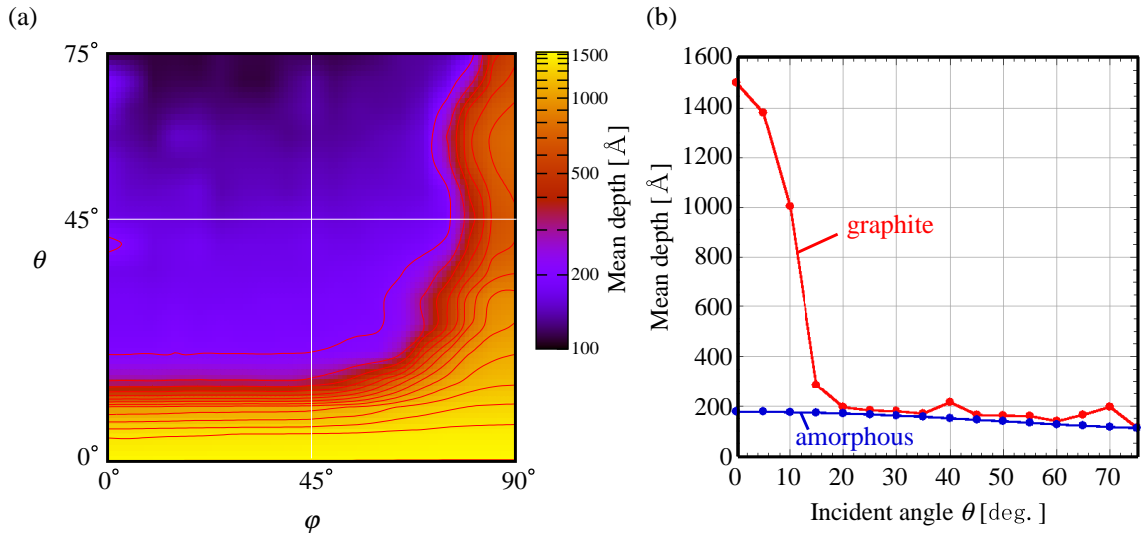 (a)
75°
45°
θ
0°
0° 45° 90°
φ
1500
1000
500
200
100
Mean depth [Å]
(b)
1600
1400
1200
1000
800
600
400
200
0
Mean depth [Å]
graphite
amorphous
0 10 20 30 40 50 60 70
Incident angle θ [deg.]